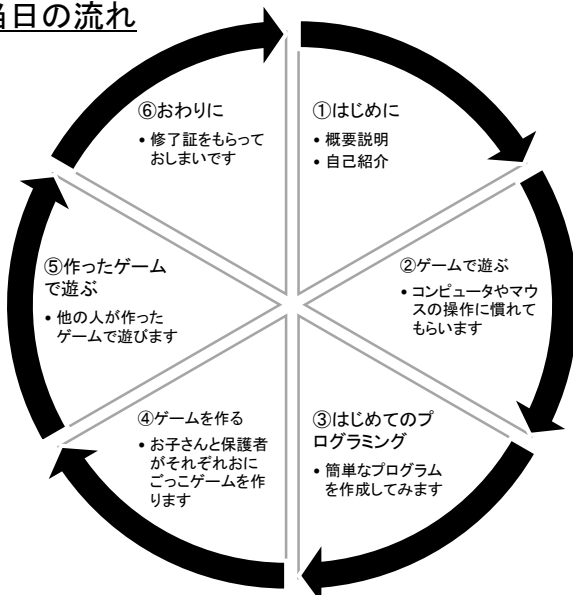 当日の流れ
①はじめに
• 概要説明
• 自己紹介
②ゲームで遊ぶ
• コンピュータやマウ
スの操作に慣れて
もらいます
③はじめてのプ
ログラミング
• 簡単なプログラム
を作成してみます
④ゲームを作る
• お子さんと保護者
がそれぞれおに
ごっこゲームを作
ります
⑤作ったゲーム
で遊ぶ
• 他の人が作った
ゲームで遊びます
⑥おわりに
• 修了証をもらって
おしまいです